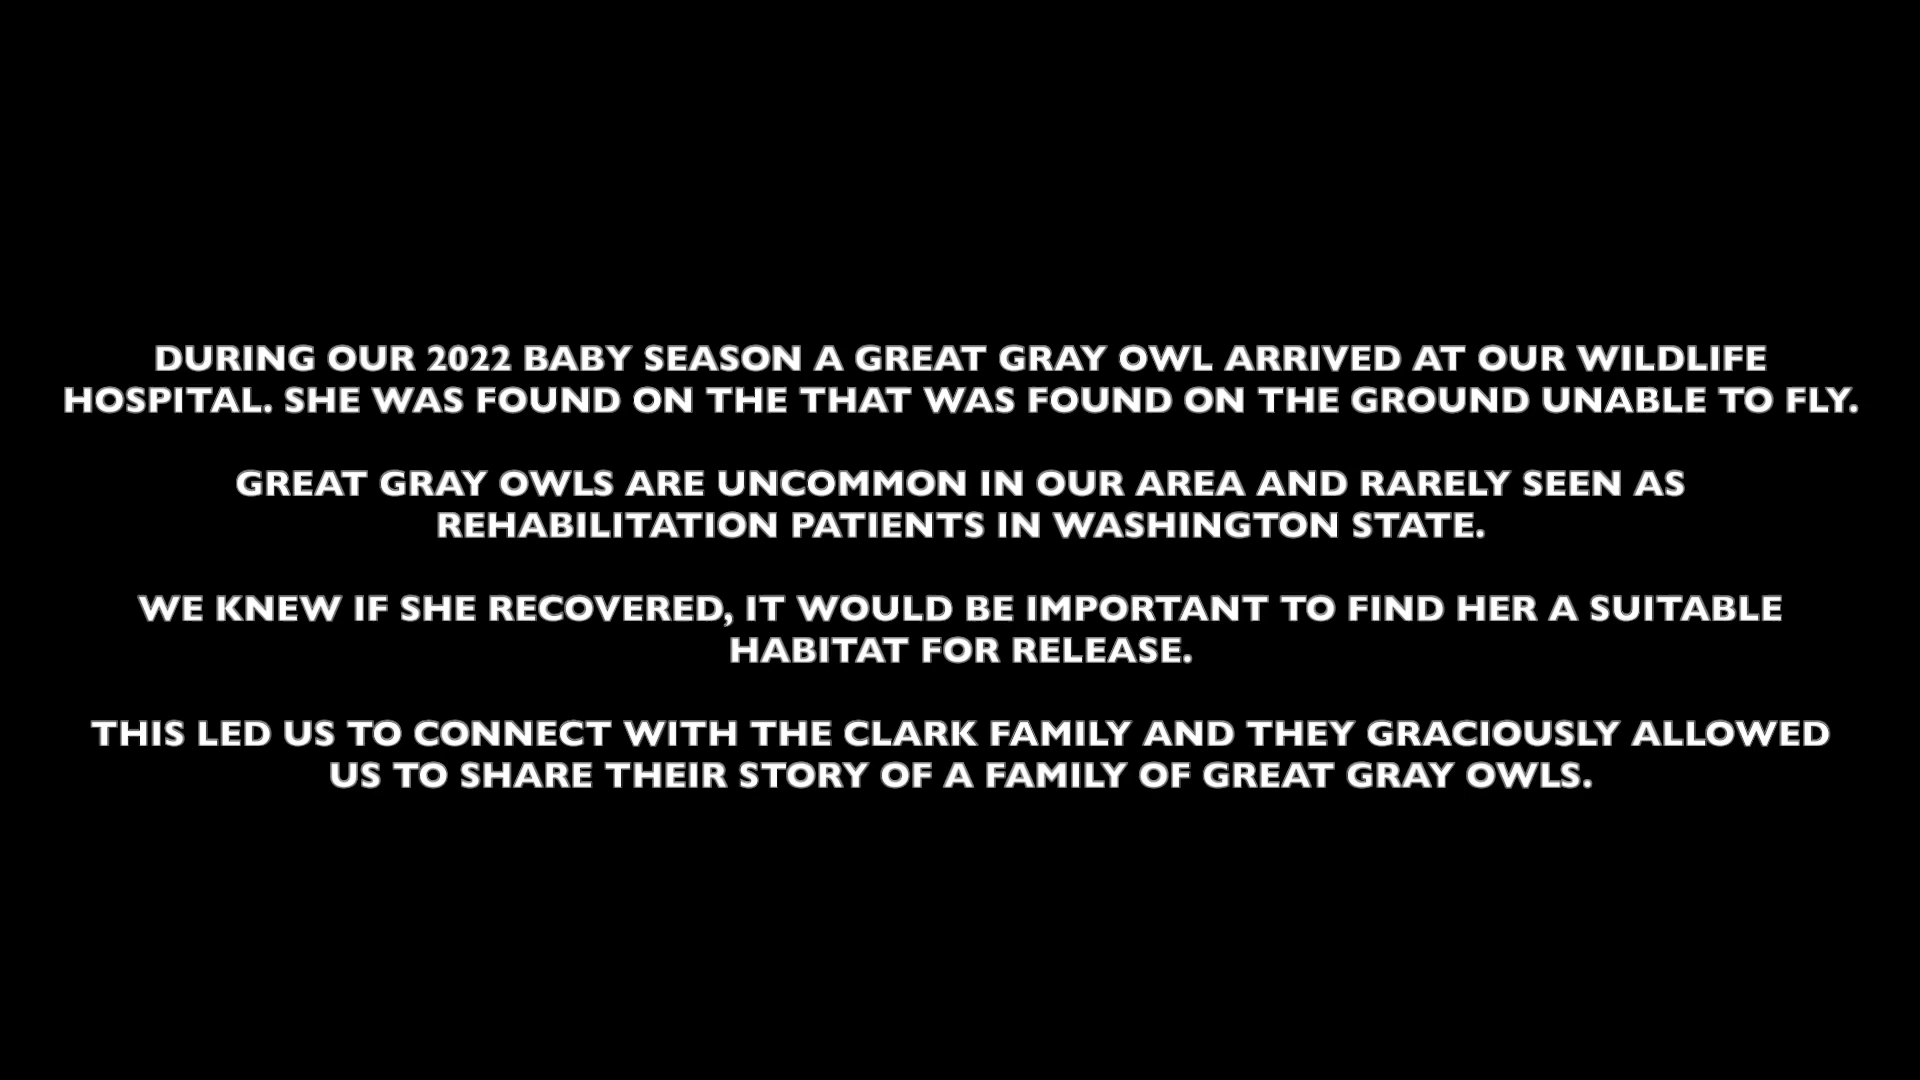 DURING OUR 2022 BABY SEASON A GREAT GRAY OWL ARRIVED AT OUR WILDLIFE
HOSPITAL. SHE WAS FOUND ON THE THAT WAS FOUND ON THE GROUND UNABLE TO FLY.
GREAT GRAY OWLS ARE UNCOMMON IN OUR AREA AND RARELY SEEN AS
REHABILITATION PATIENTS IN WASHINGTON STATE.
WE KNEW IF SHE RECOVERED, IT WOULD BE IMPORTANT TO FIND HER A SUITABLE
HABITAT FOR RELEASE.
THIS LED US TO CONNECT WITH THE CLARK FAMILY AND THEY GRACIOUSLY ALLOWED
US TO SHARE THEIR STORY OF A FAMILY OF GREAT GRAY OWLS.